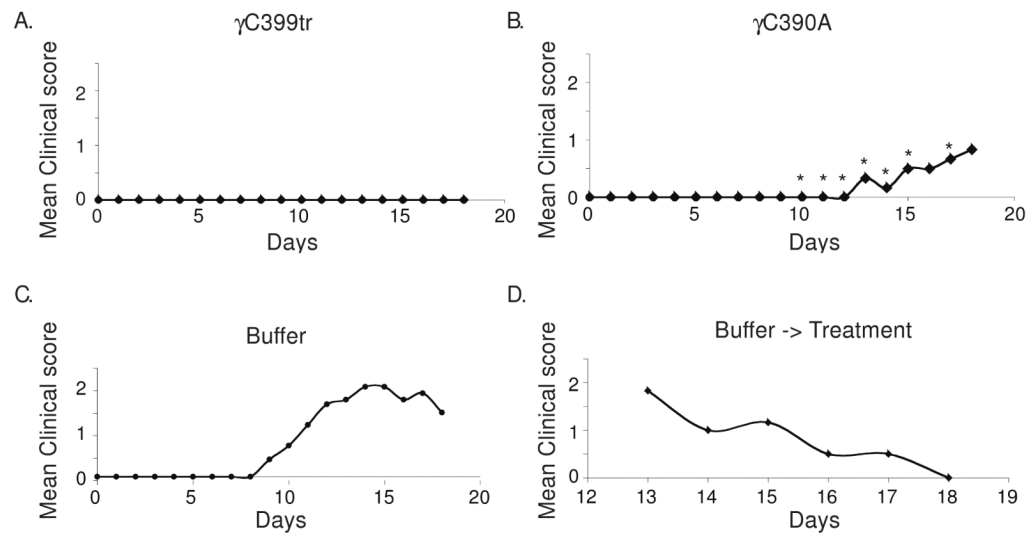 A.
γC399tr
Mean Clinical score
2
1
0
0 5 10 15 20
Days
B.
γC390A
Mean Clinical score
2
1
0
* * * * * * *
0 5 10 15 20
Days
C.
Buffer
Mean Clinical score
2
1
0
0 5 10 15 20
Days
D.
Buffer -> Treatment
Mean Clinical score
2
1
0
12 13 14 15 16 17 18 19
Days